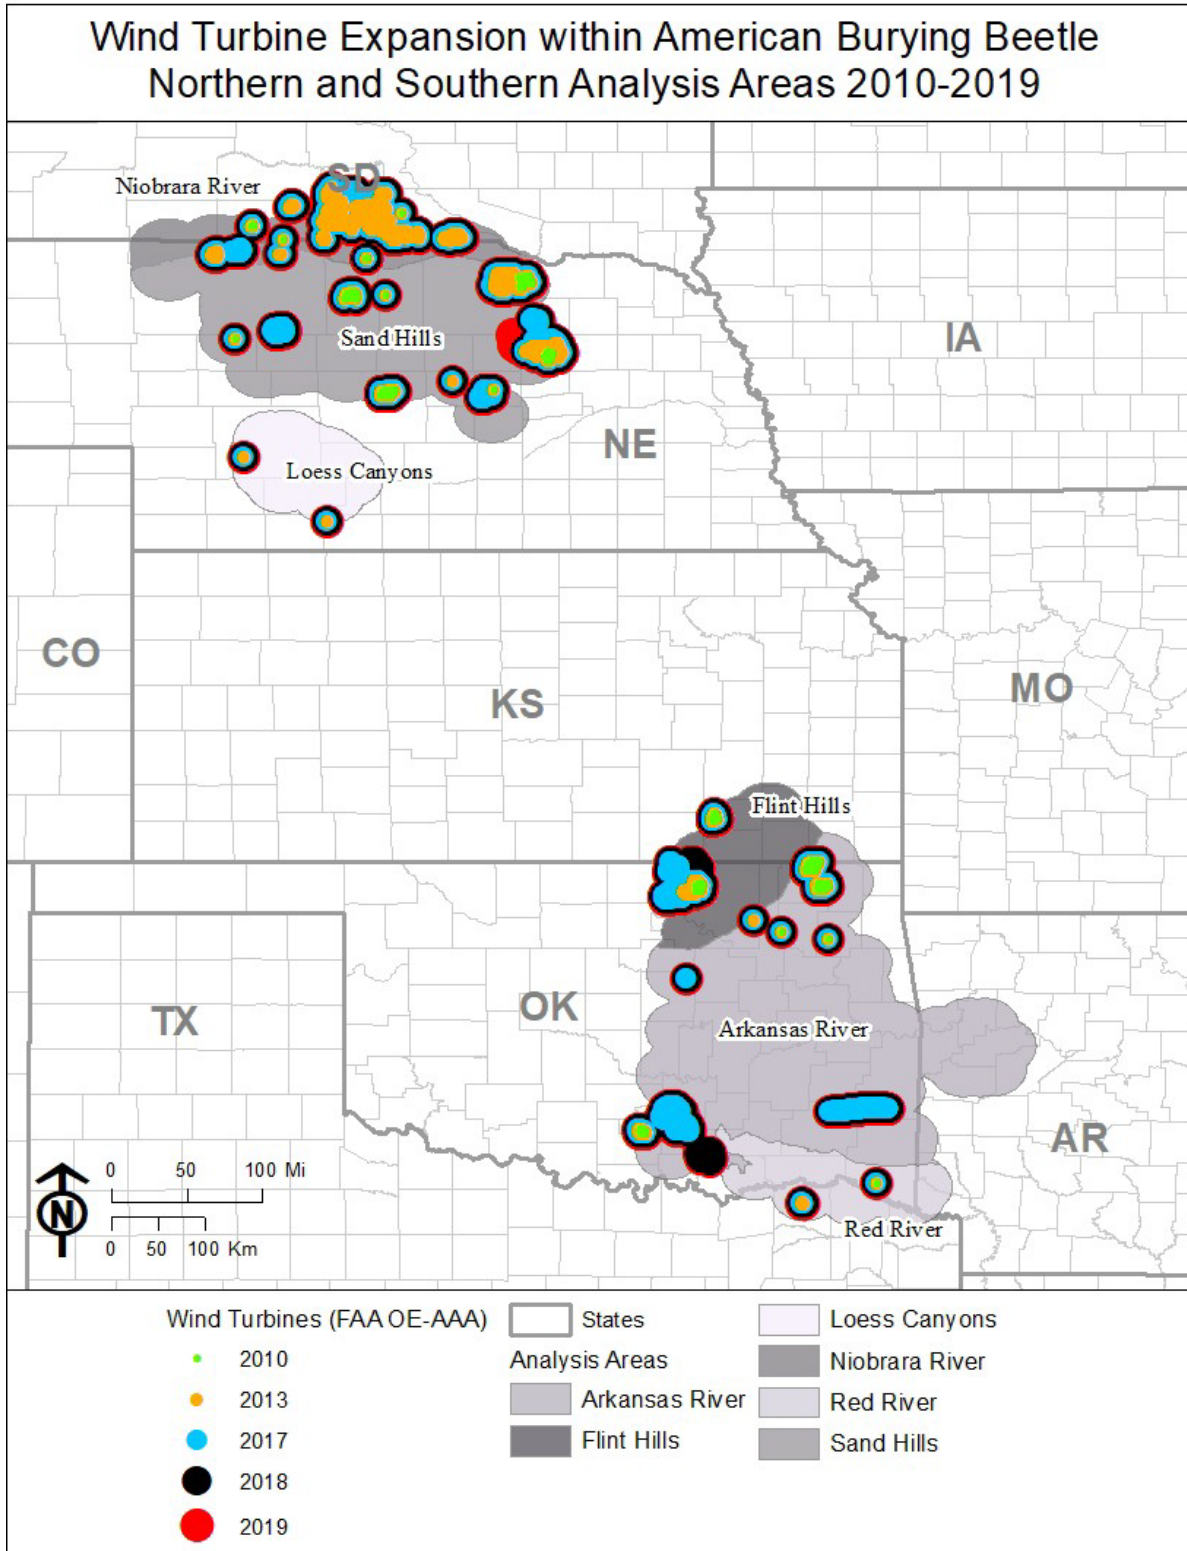 Wind Turbine Expansion within American Burying Beetle
Northern and Southern Analysis Areas 2010-2019
SD
Niobrara River
Sand Hills
IA
NE
Loess Canyons
CO
KS
MO
Flint Hills
TX
OK
Arkansas River
AR
0 50 100 Mi
N
0 50 100 Km
Red River
Wind Turbines (FAA OE-AAA)
2010
2013
2017
2018
2019
States
Analysis Areas
Arkansas River
Flint Hills
Loess Canyons
Niobrara River
Red River
Sand Hills